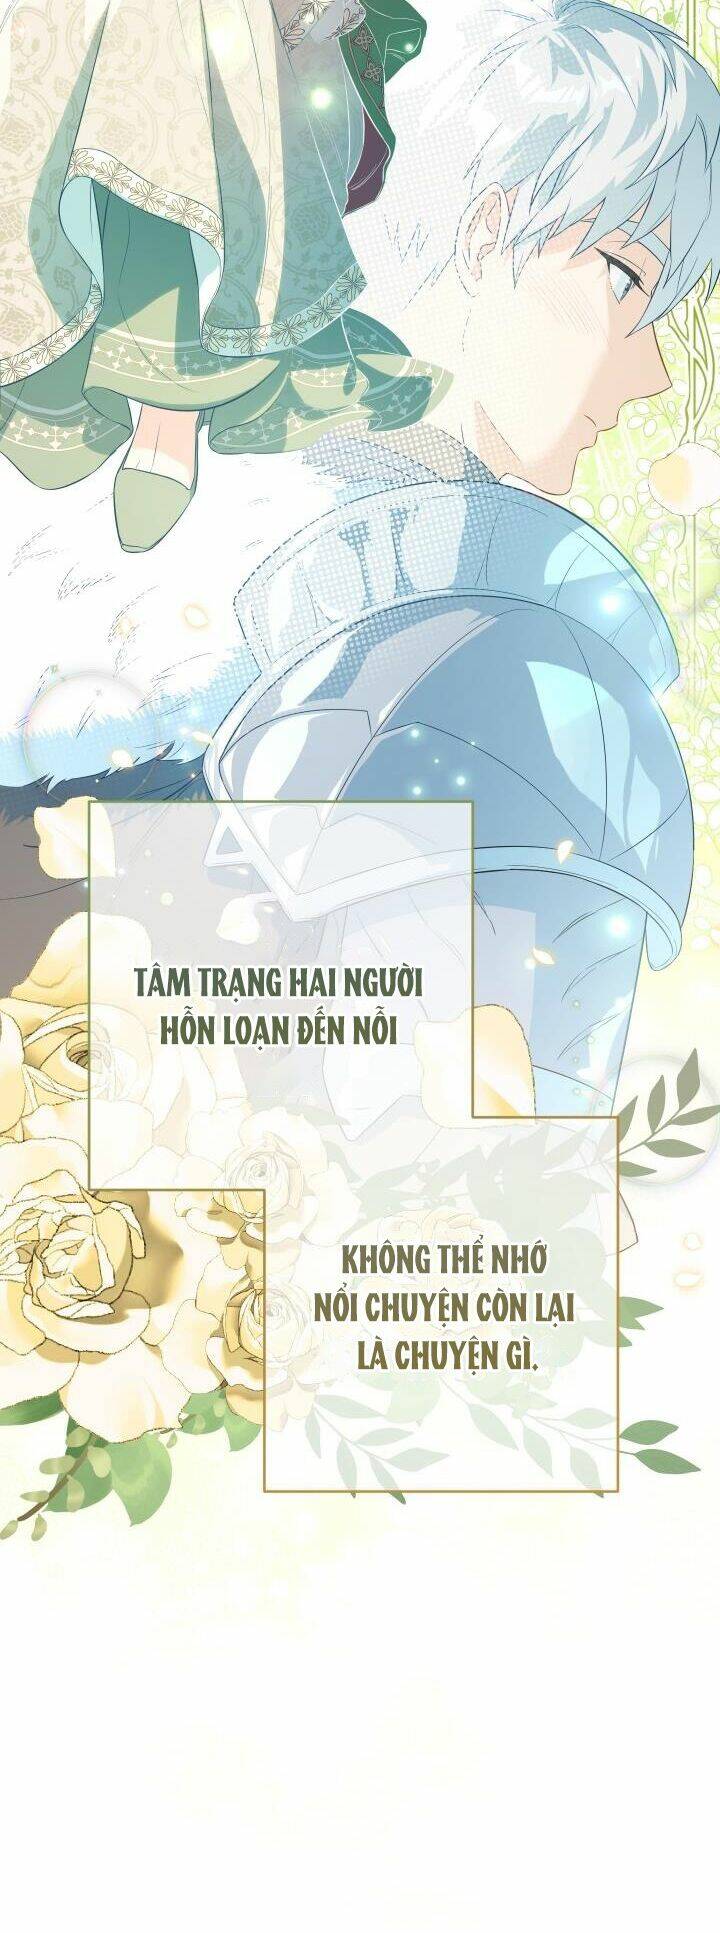 TÂM TRẠNG HAI NGƯỜI
HỖN LOẠN ĐẾN NỖI
KHÔNG THỂ NHỚ
NỔI CHUYỆN CÒN LẠI
LÀ CHUYỆN GÌ.